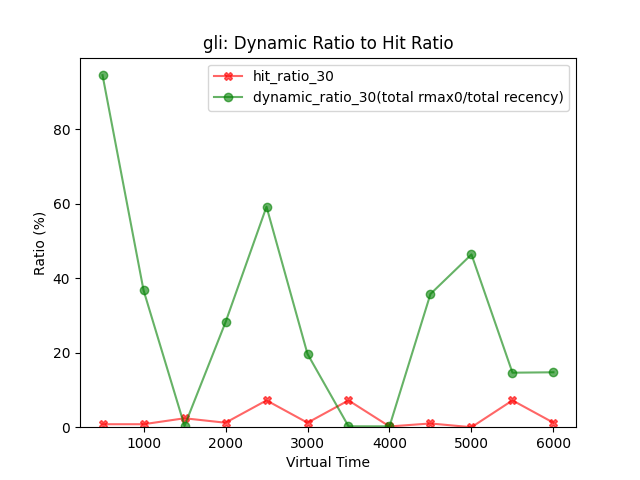 gli: Dynamic Ratio to Hit Ratio
hit_ratio_30
dynamic_ratio_30(total rmax0/total recency)
Ratio (%)
80
60
40
20
0
1000 2000 3000 4000 5000 6000
Virtual Time